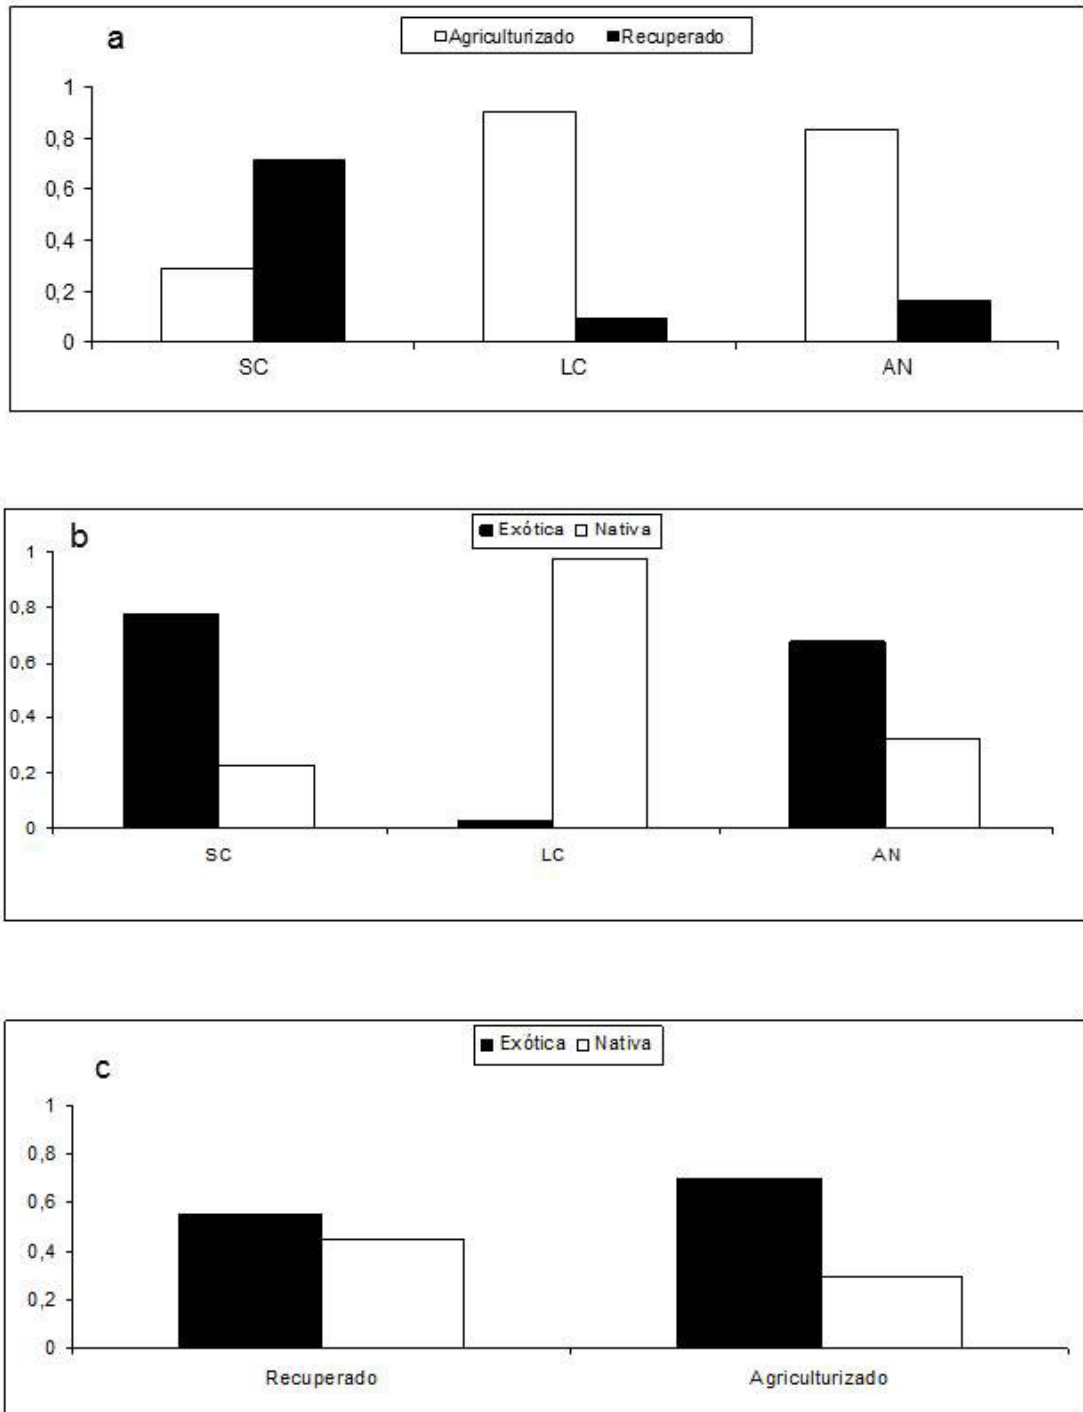 a
Agriculturizado Recuperado
1
0,8
0,6
0,4
0,2
0
SC LC AN
b
Exótica Nativa
1
0,8
0,6
0,4
0,2
0
SC LC AN
c
Exótica Nativa
1
0,8
0,6
0,4
0,2
0
Recuperado Agriculturizado